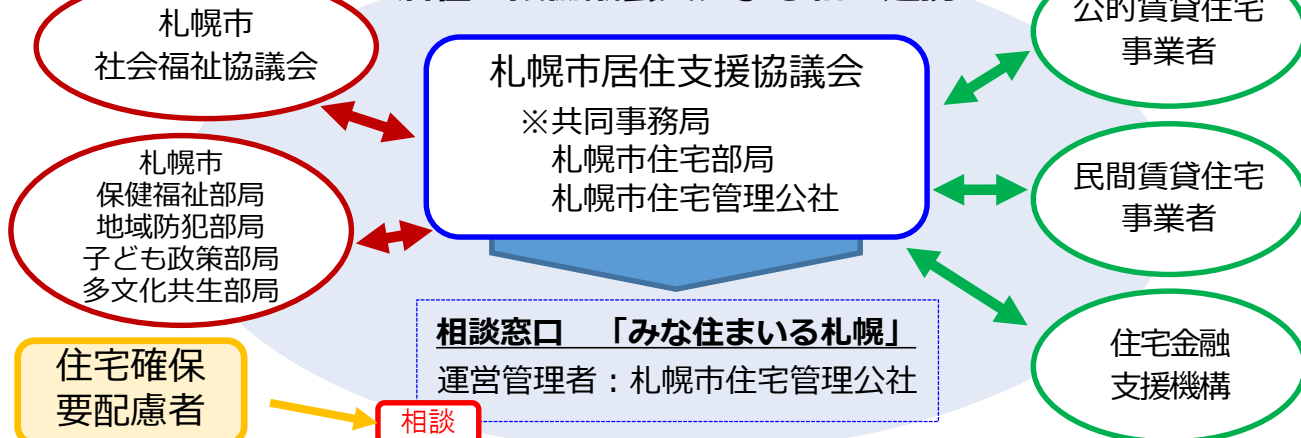 札幌市
社会福祉協議会
札幌市
保健福祉部局
地域防犯部局
子ども政策部局
多文化共生部局
住宅確保
要配慮者
札幌市居住支援協議会
※共同事務局
札幌市住宅部局
札幌市住宅管理公社
相談窓口 「みな住まいる札幌」
運営管理者：札幌市住宅管理公社
相談
公的賃貸住宅
事業者
民間賃貸住宅
事業者
住宅金融
支援機構